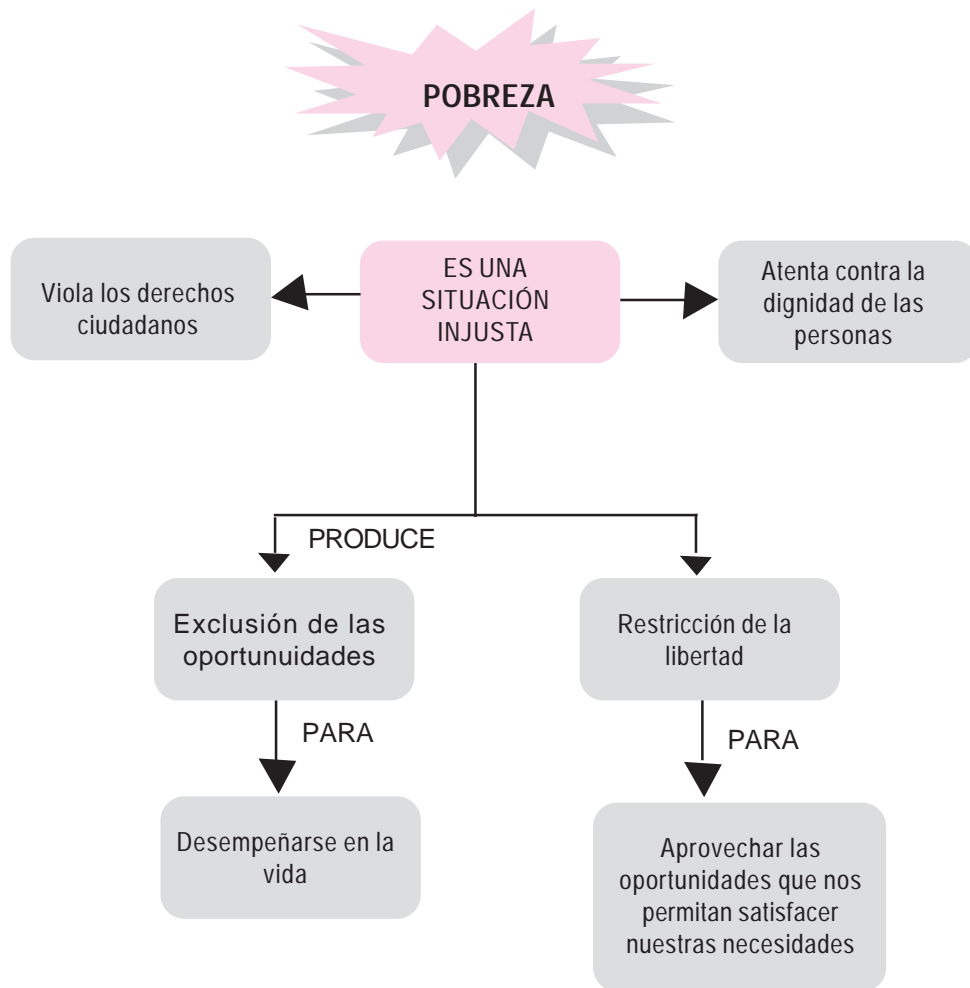 POBREZA
Viola los derechos
ciudadanos
ES UNA
SITUACIÓN
INJUSTA
Atenta contra la
dignidad de las
personas
PRODUCE
Exclusión de las
oportunuidades
Restricción de la
libertad
PARA
PARA
Desempeñarse en la
vida
Aprovechar las
oportunidades que nos
permitan satisfacer
nuestras necesidades